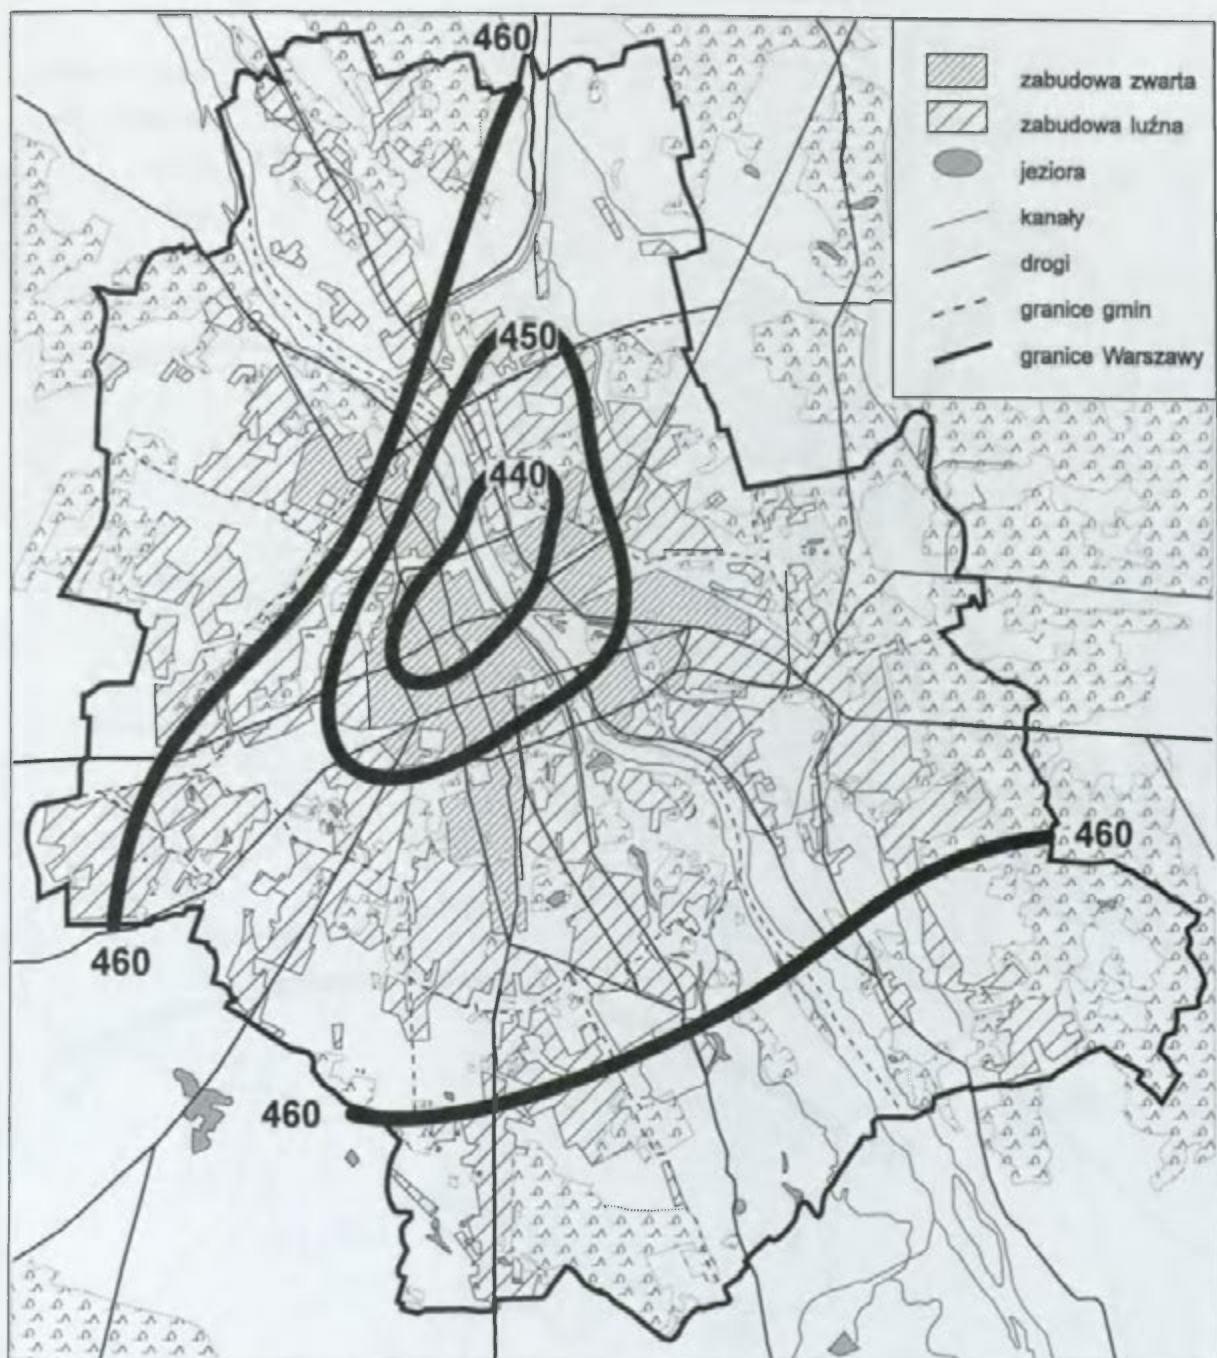 460
zabudowa zwarta
zabudowa luźna
jeziora
kanały
drogi
granice gmin
granice Warszawy
450
440
460
460
460